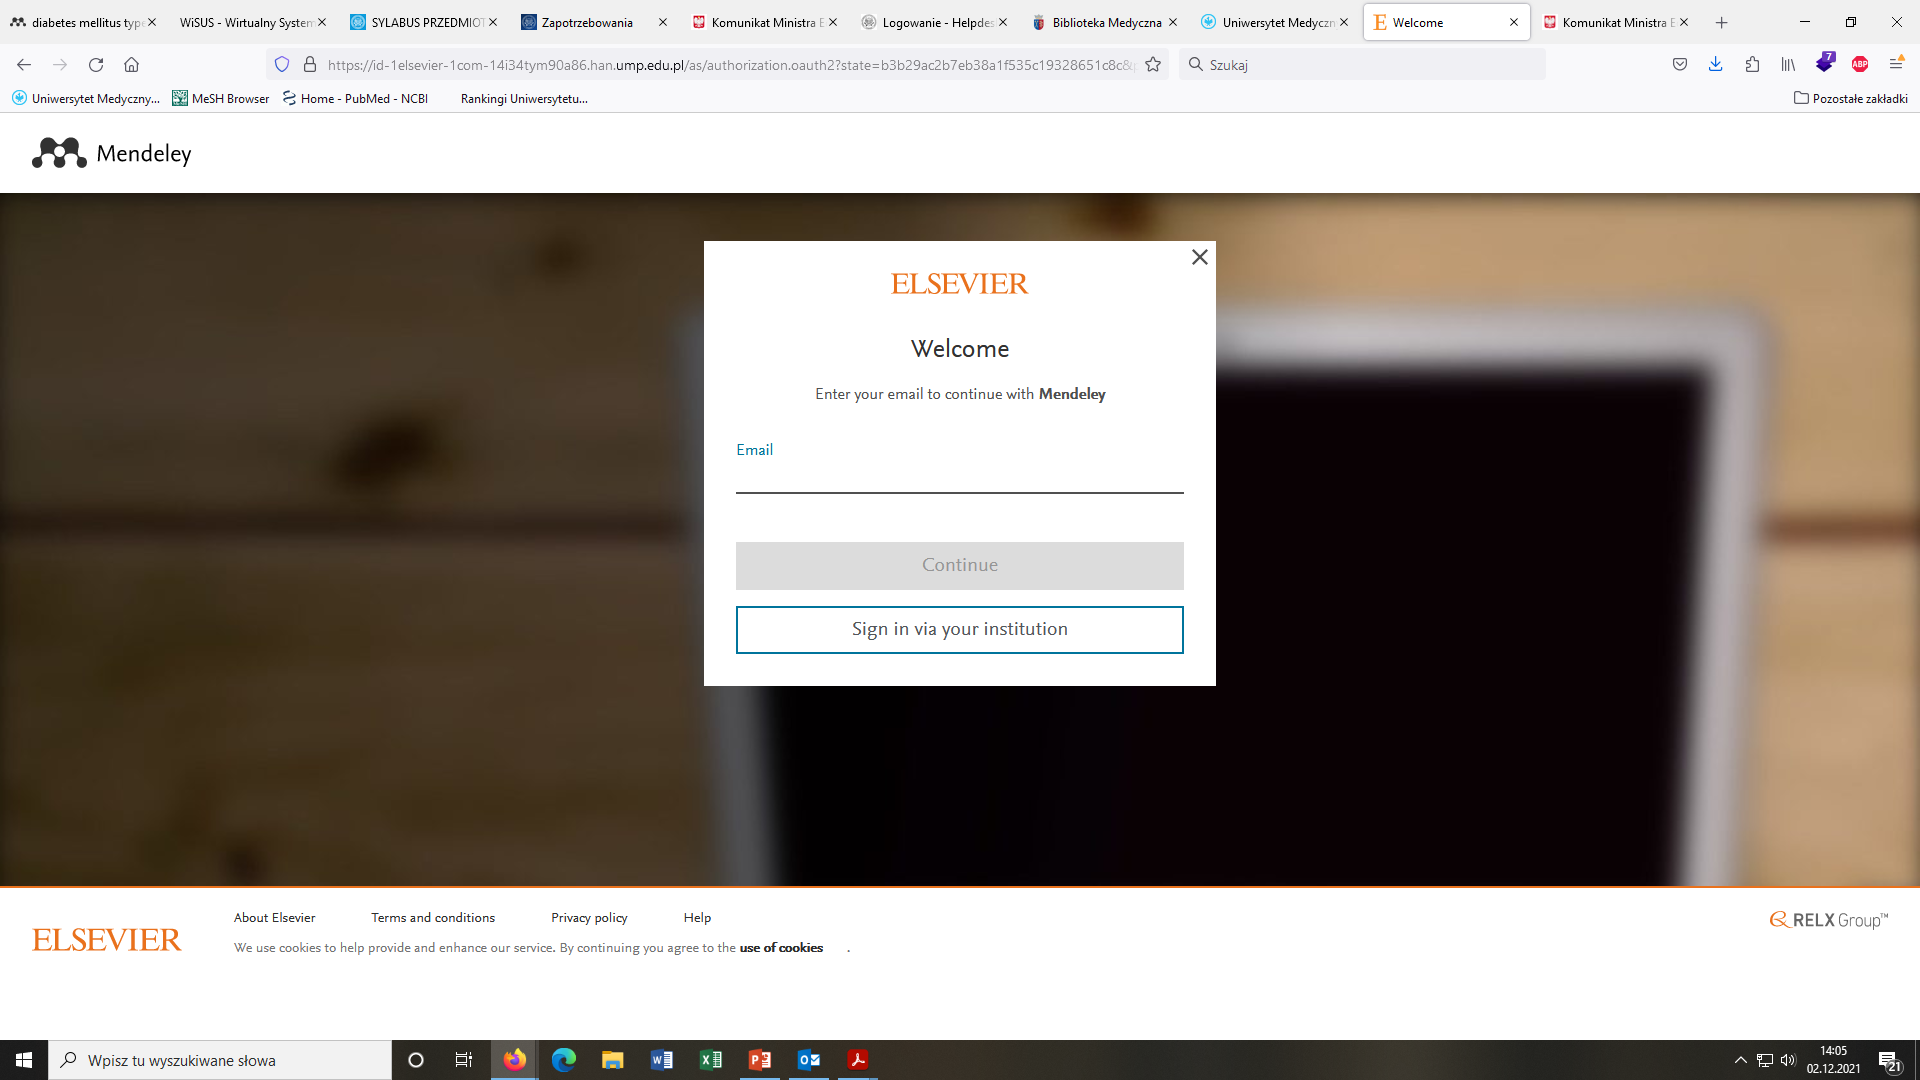 diabetes mellitus type
WiSUS - Wirtualny System
SYLABUS PRZEDMIOT
Zapotrzebowania
Komunikat Ministra E
Logowanie - Helpdes
Biblioteka Medyczna
Uniwersytet Medyczn
Welcome
Komunikat Ministra E
https://id-1elsevier-1com-14i34tym90a86.han.ump.edu.pl/as/authorization.oauth2?state=b3b29ac2b7eb38a1f535c19328651c8c8&
Szukaj
7
ABP
Uniwersytet Medyczny...
MeSH Browser
Home - PubMed - NCBI
Rankingi Uniwersytetu...
Pozostałe zakładki
Mendeley
ELSEVIER
Welcome
Enter your email to continue with Mendeley
Email
Continue
Sign in via your institution
ELSEVIER
About Elsevier
Terms and conditions
Privacy policy
Help
We use cookies to help provide and enhance our service. By continuing you agree to the use of cookies .
RELX Group™
Wpisz tu wyszukiwane słowa
14:05
02.12.2021
21